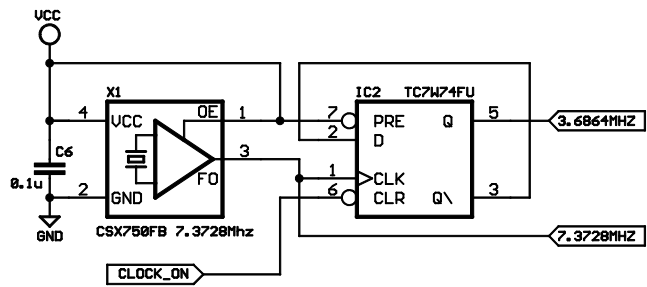 VCC
X1
IC2 TC7W74FU
4 VCC OE 1
7 PRE Q 5
3.6864MHZ
2 D
C6
0.1u
3 FO
1 CLK
2 GND
6 CLR Q\ 3
GND
CSX750FB 7.3728Mhz
7.3728MHZ
CLOCK_ON